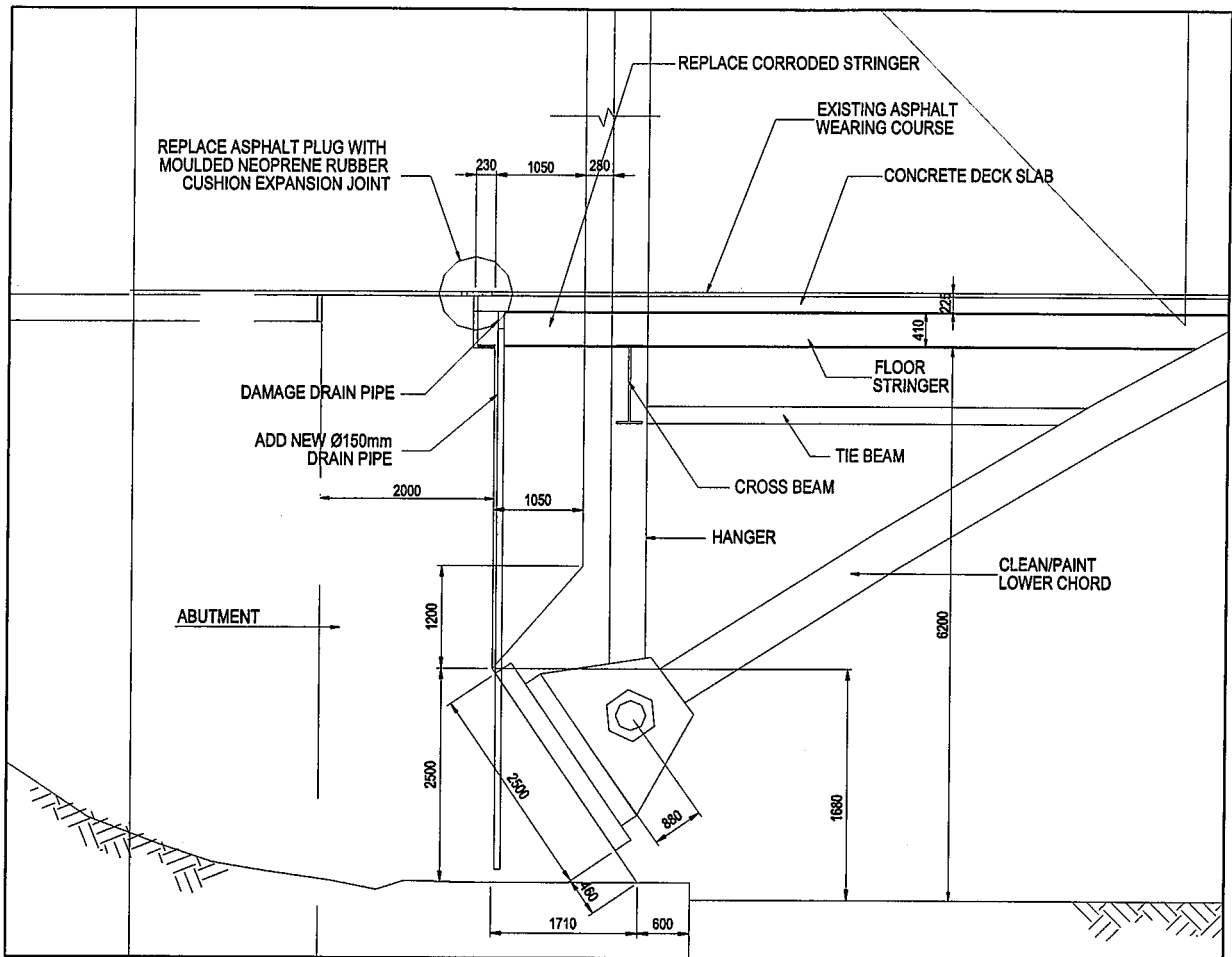 REPLACE CORRODED STRINGER
EXISTING ASPHALT
WEARING COURSE
REPLACE ASPHALT PLUG WITH
MOULDED NEOPRENE RUBBER
CUSHION EXPANSION JOINT
230
1050
280
CONCRETE DECK SLAB
225
410
FLOOR
STRINGER
DAMAGE DRAIN PIPE
ADD NEW Ø150mm
DRAIN PIPE
TIE BEAM
CROSS BEAM
2000
1050
HANGER
CLEAN/PAINT
LOWER CHORD
ABUTMENT
1200
6200
2500
2500
880
1680
460
1710
600